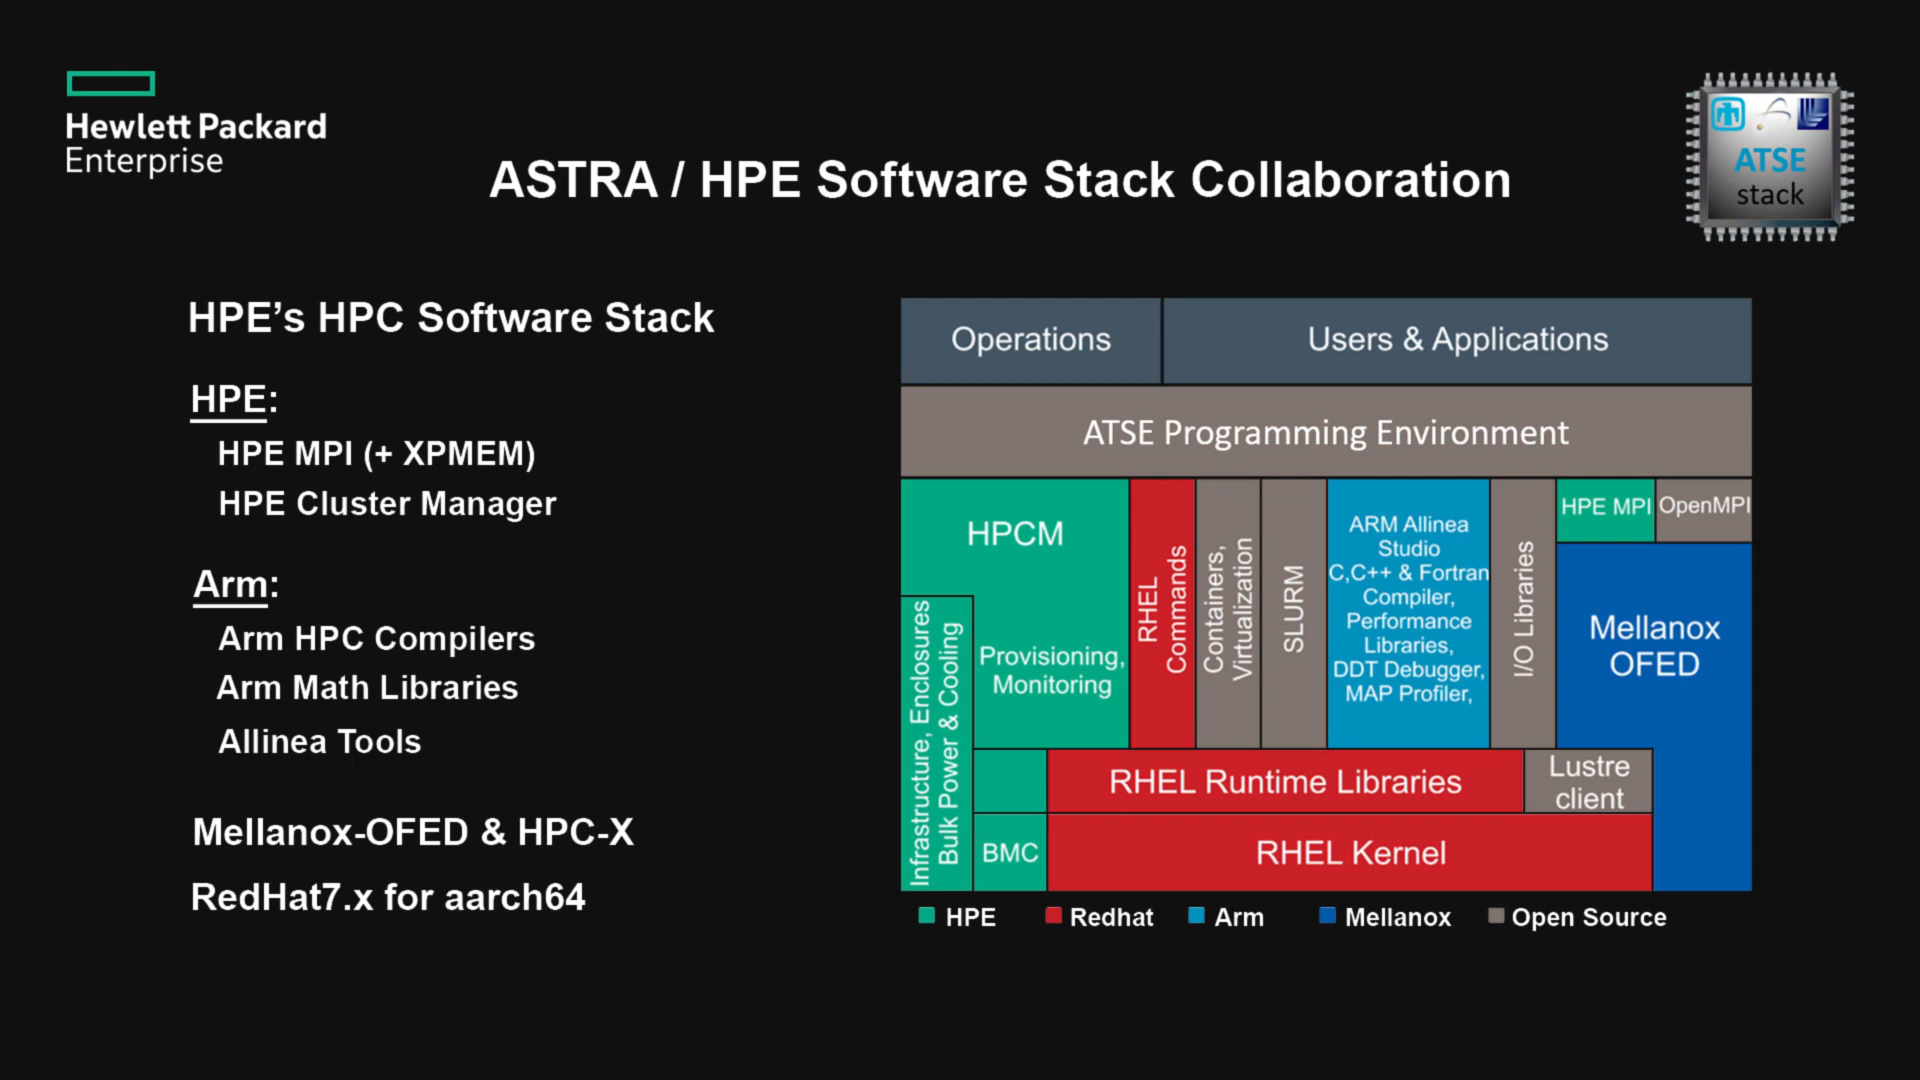 Hewlett Packard
Enterprise
ASTRA / HPE Software Stack Collaboration
ATSE
stack
HPE’s HPC Software Stack
HPE:
HPE MPI (+ XPMEM)
HPE Cluster Manager
Arm:
Arm HPC Compilers
Arm Math Libraries
Allinea Tools
Mellanox-OFED & HPC-X
RedHat7.x for aarch64
Operations
Users & Applications
ATSE Programming Environment
HPCM
Provisioning,
Monitoring
Infrastructure, Enclosures
Bulk Power & Cooling
BMC
RHEL
Commands
Containers,
Virtualization
SLURM
ARM Allinea
Studio
C,C++ & Fortran
Compiler,
Performance
Libraries,
DDT Debugger,
MAP Profiler,
I/O Libraries
HPE MPI
OpenMPI
Mellanox
OFED
RHEL Runtime Libraries
Lustre
client
RHEL Kernel
HPE
Redhat
Arm
Mellanox
Open Source